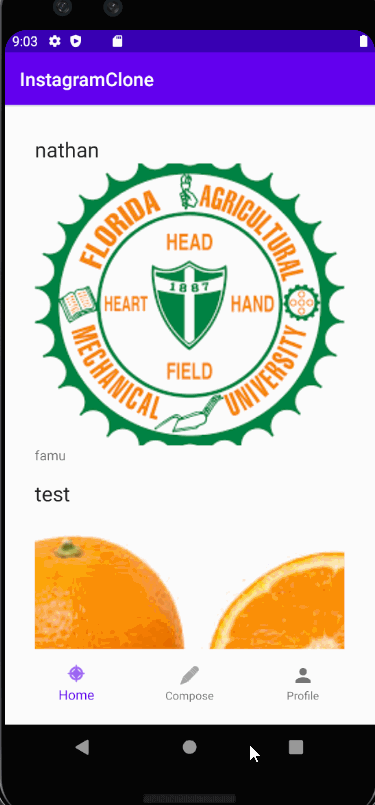 9:03
InstagramClone
nathan
FLORIDA AGRICULTURAL
HEAD
1887
HEART HAND
FIELD
MECHANICAL UNIVERSITY
famu
test
Home Compose Profile